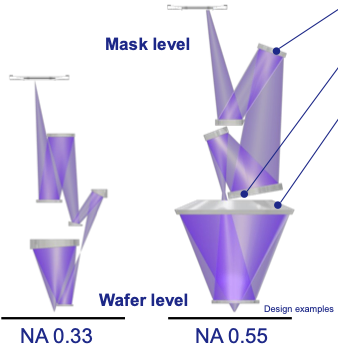 Mask level
Wafer level
Design examples
NA 0.33
NA 0.55